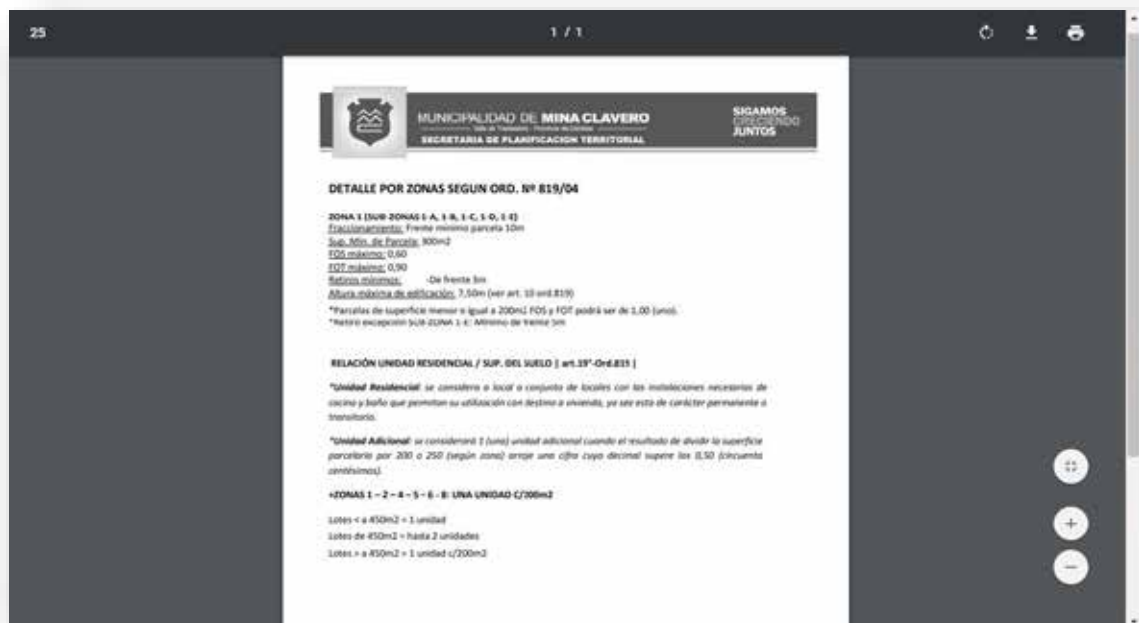 25
1 / 1
MUNICIPALIDAD DE MINA CLAVERO
SECRETARIA DE PLANIFICACION TERRITORIAL
SIGAMOS
CRECIENDO
JUNTOS
DETALLE POR ZONAS SEGUN ORD. Nº 819/04
ZONA 1 (SUB-ZONAS 1-A, 1-B, 1-C, 1-D, 1-E)
Fraccionamiento: Frente mínimo parcela 10m
Sup. Mín. de Parcela: 300m2
FOS máximo: 0,60
FOT máximo: 0,90
Retiros mínimos: -De frente 3m
Altura máxima de edificación: 7,50m (ver art. 10 ord.819)
*Parcelas de superficie menor o igual a 200m2 FOS y FOT podrá ser de 1,00 (uno).
*Retiro excepción SUB-ZONA 1-E: Mínimo de frente 5m
RELACIÓN UNIDAD RESIDENCIAL / SUP. DEL SUELO ( art.19°-Ord.819 )
*Unidad Residencial: se considera a local o conjunto de locales con las instalaciones necesarias de
cocina y baño que permitan su utilización con destino a vivienda, ya sea esta de carácter permanente o
transitorio.
*Unidad Adicional: se considerará 1 (una) unidad adicional cuando el resultado de dividir la superficie
parcelaria por 200 o 250 (según zona) arroje una cifra cuyo decimal supere los 0,50 (cincuenta
centésimos).
+ZONAS 1 – 2 – 4 – 5 – 6 - 8: UNA UNIDAD C/200m2
Lotes < a 450m2 = 1 unidad
Lotes de 450m2 = hasta 2 unidades
Lotes > a 450m2 = 1 unidad c/200m2